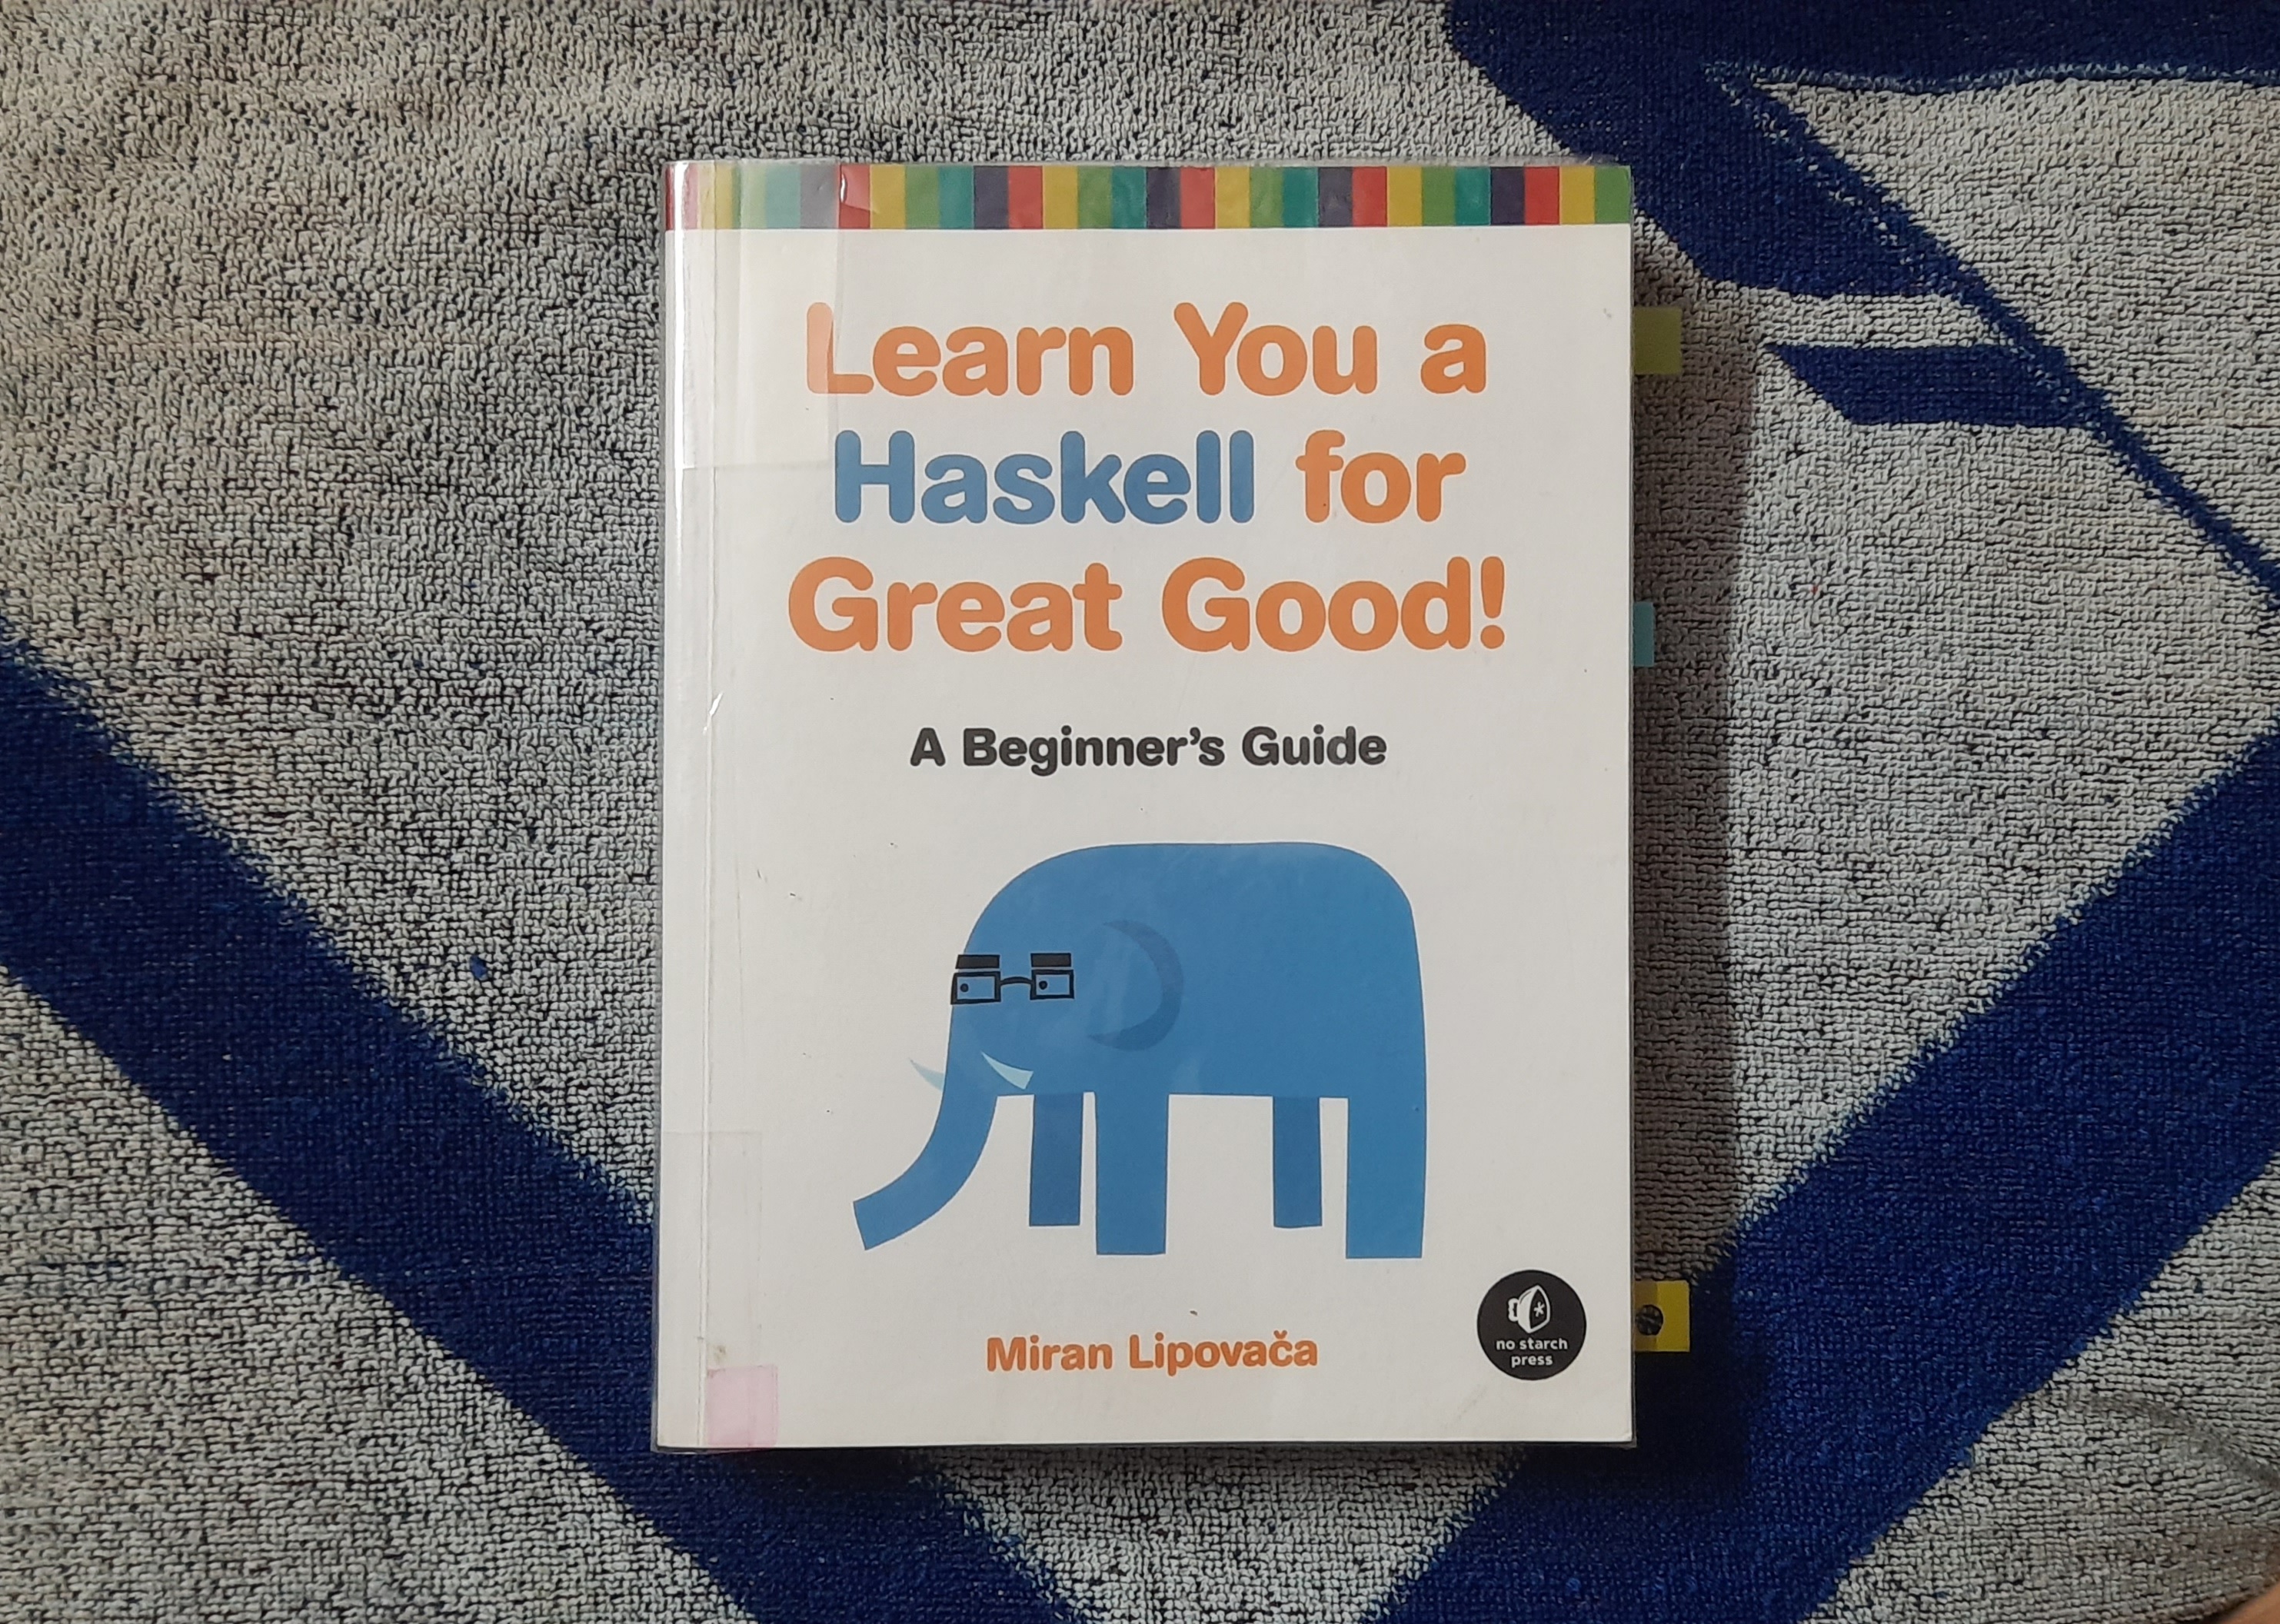 Learn You a
Haskell for
Great Good!
A Beginner's Guide
Miran Lipovača
no starch
press